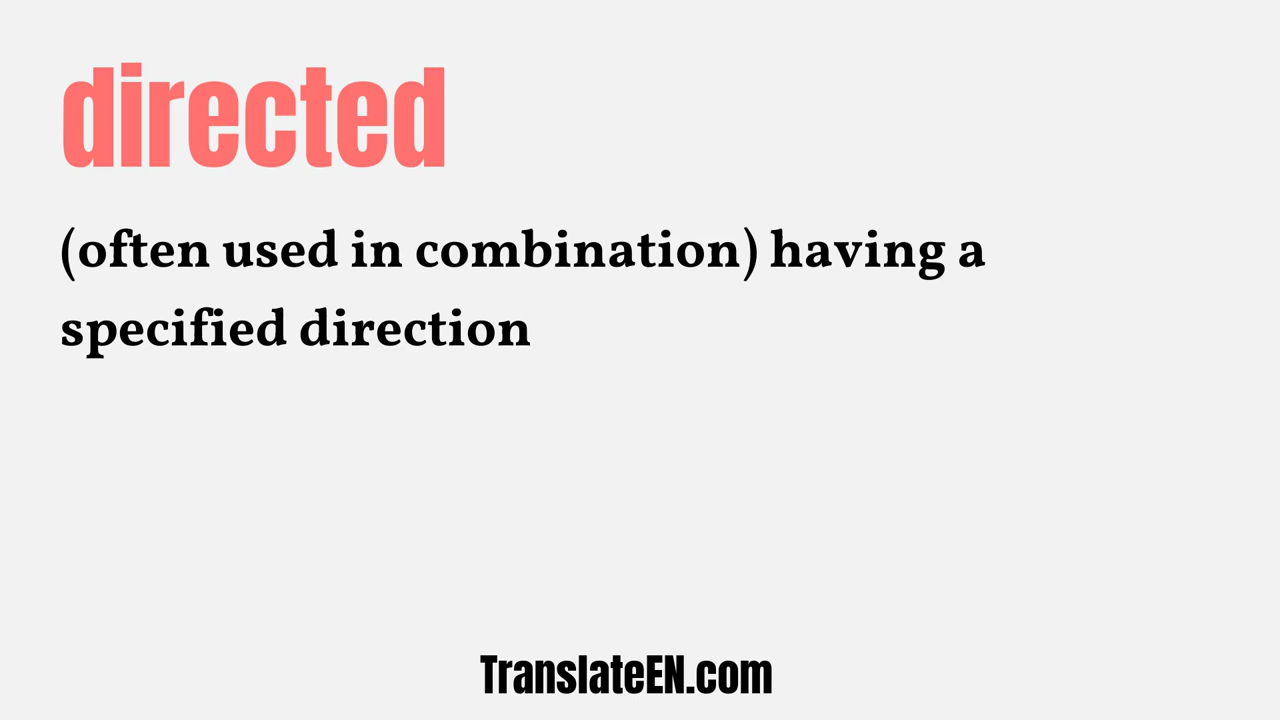 directed
(often used in combination) having a
specified direction
TranslateEN.com